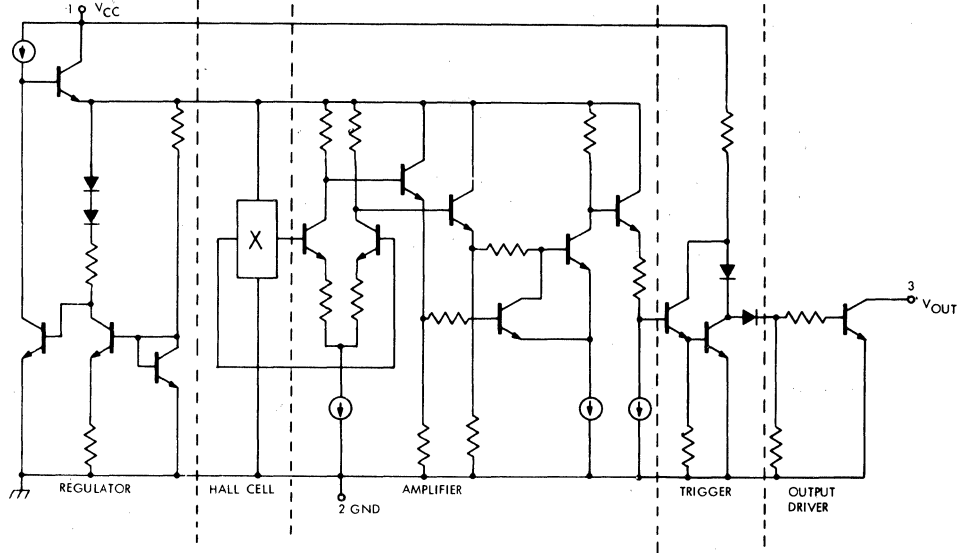 1 VCC
X
3
VOUT
REGULATOR
HALL CELL
AMPLIFIER
TRIGGER
OUTPUT
DRIVER
2 GND